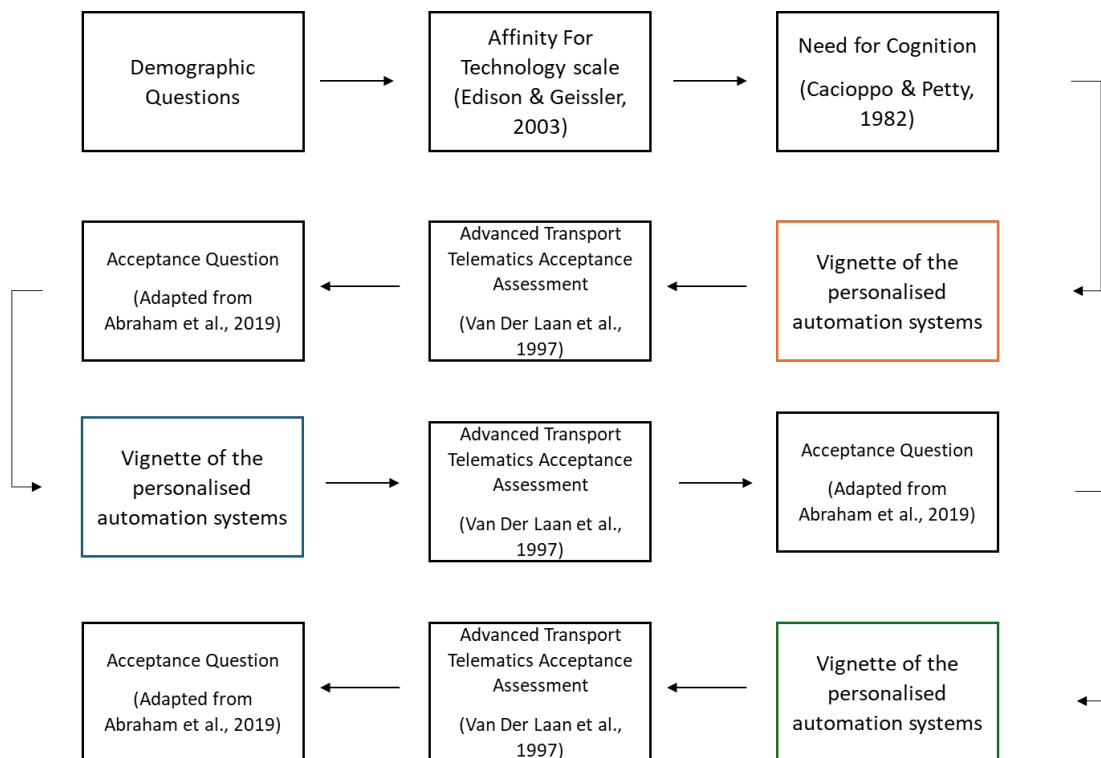 Demographic
Questions
Affinity For
Technology scale
(Edison & Geissler,
2003)
Need for Cognition
(Cacioppo & Petty,
1982)
Acceptance Question
(Adapted from
Abraham et al., 2019)
Advanced Transport
Telematics Acceptance
Assessment
(Van Der Laan et al.,
1997)
Vignette of the
personalised
automation systems
Vignette of the
personalised
automation systems
Advanced Transport
Telematics Acceptance
Assessment
(Van Der Laan et al.,
1997)
Acceptance Question
(Adapted from
Abraham et al., 2019)
Acceptance Question
(Adapted from
Abraham et al., 2019)
Advanced Transport
Telematics Acceptance
Assessment
(Van Der Laan et al.,
1997)
Vignette of the
personalised
automation systems